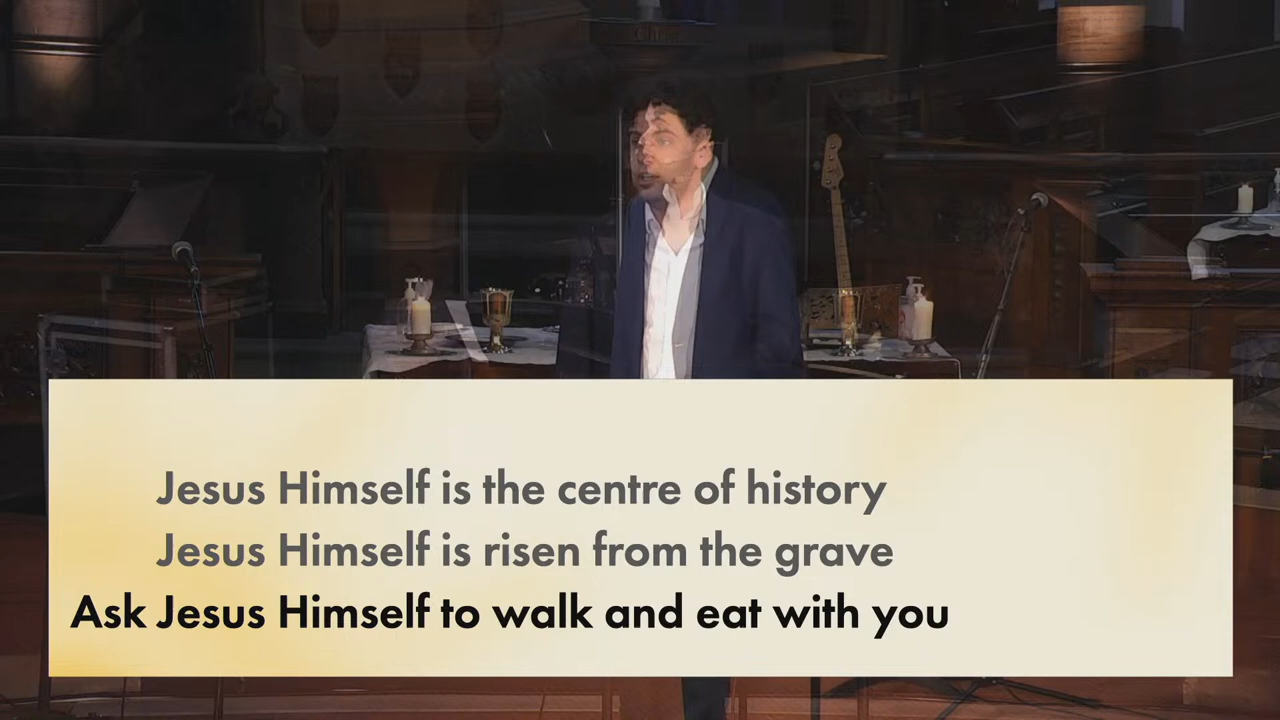 Christ
Jesus Himself is the centre of history
Jesus Himself is risen from the grave
Ask Jesus Himself to walk and eat with you